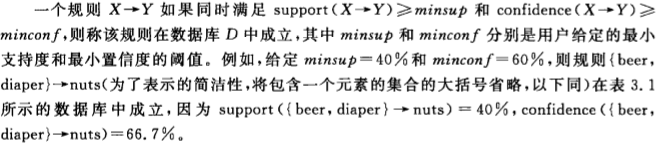 一个规则 X→Y 如果同时满足 support(X→Y)≥minsup 和 confidence(X→Y)≥
minconf,则称该规则在数据库 D 中成立,其中 minsup 和 minconf 分别是用户给定的最小
支持度和最小置信度的阈值。例如,给定 minsup=40%和 minconf=60%,则规则{beer,
diaper}→nuts(为了表示的简洁性,将包含一个元素的集合的大括号省略,以下同)在表 3.1
所示的数据库中成立,因为 support({beer,diaper}→nuts)=40%,confidence({beer,
diaper}→nuts)=66.7%。